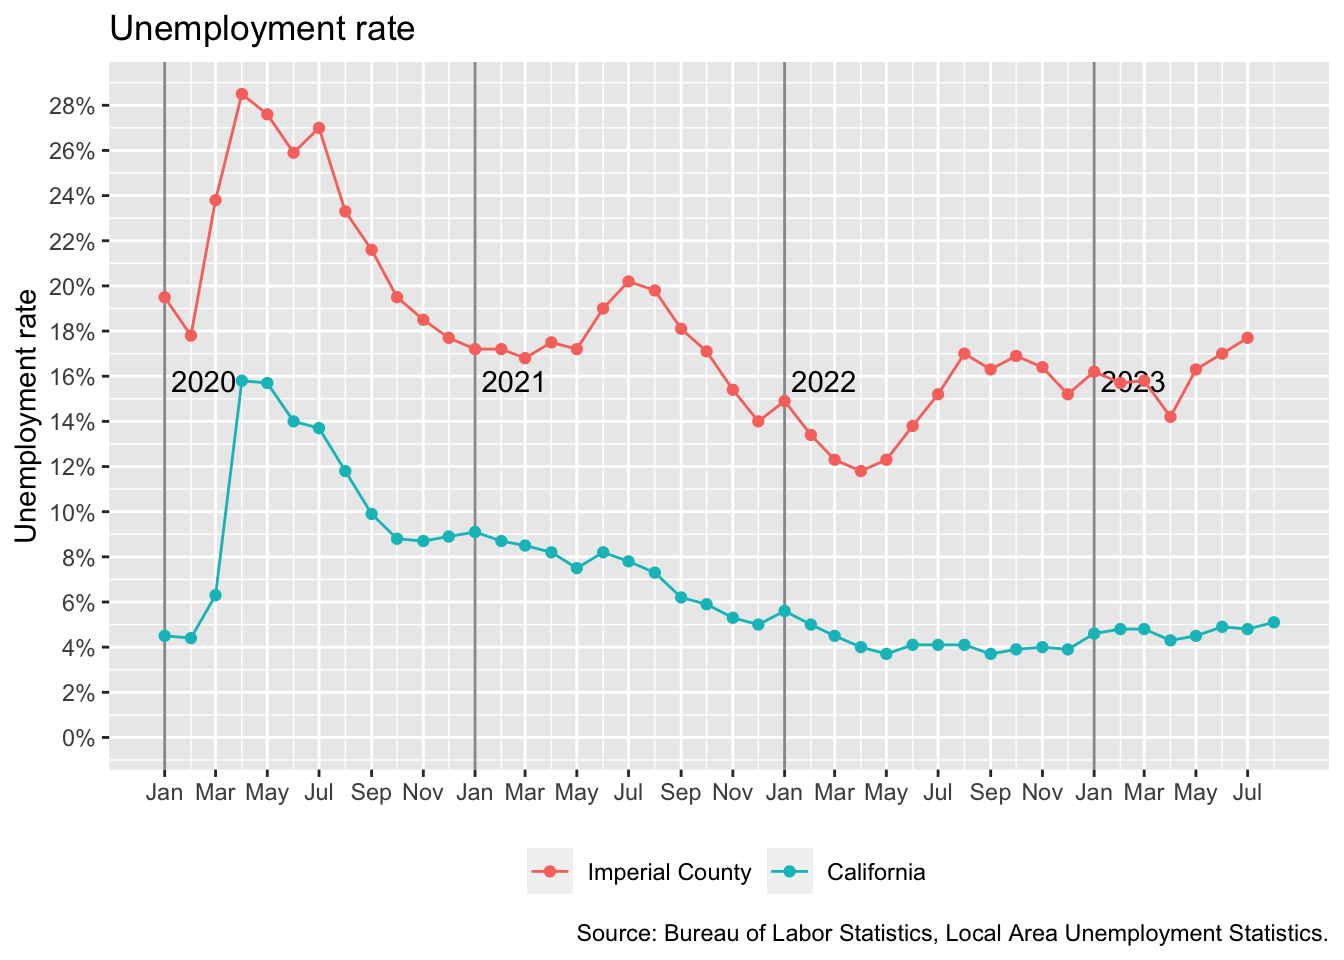 Unemployment rate
Unemployment rate
28%
26%
24%
22%
20%
18%
16%
14%
12%
10%
8%
6%
4%
2%
0%
2020 2021 2022 2023
Jan Mar May Jul Sep Nov Jan Mar May Jul Sep Nov Jan Mar May Jul Sep Nov Jan Mar May Jul
Imperial County California
Source: Bureau of Labor Statistics, Local Area Unemployment Statistics.